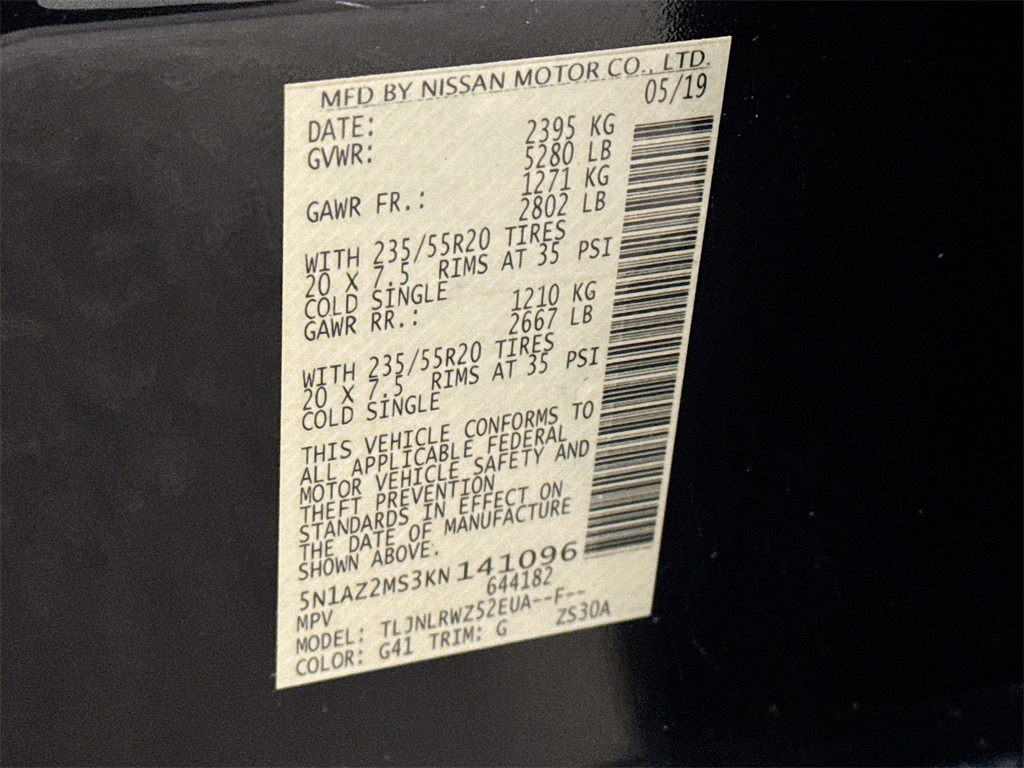 MFD BY NISSAN MOTOR CO., LTD.
DATE: 05/19
GVWR: 2395 KG
5280 LB
GAWR FR.: 1271 KG
2802 LB
WITH 235/55R20 TIRES
20 X 7.5 RIMS AT 35 PSI
COLD SINGLE
GAWR RR.: 1210 KG
2667 LB
WITH 235/55R20 TIRES
20 X 7.5 RIMS AT 35 PSI
COLD SINGLE
THIS VEHICLE CONFORMS TO
ALL APPLICABLE FEDERAL
MOTOR VEHICLE SAFETY AND
THEFT PREVENTION
STANDARDS IN EFFECT ON
THE DATE OF MANUFACTURE
SHOWN ABOVE.
5N1AZ2MS3KN141096
MPV 644182
MODEL: TLJNLRWZ52EUA--F--
COLOR: G41 TRIM: G ZS30A